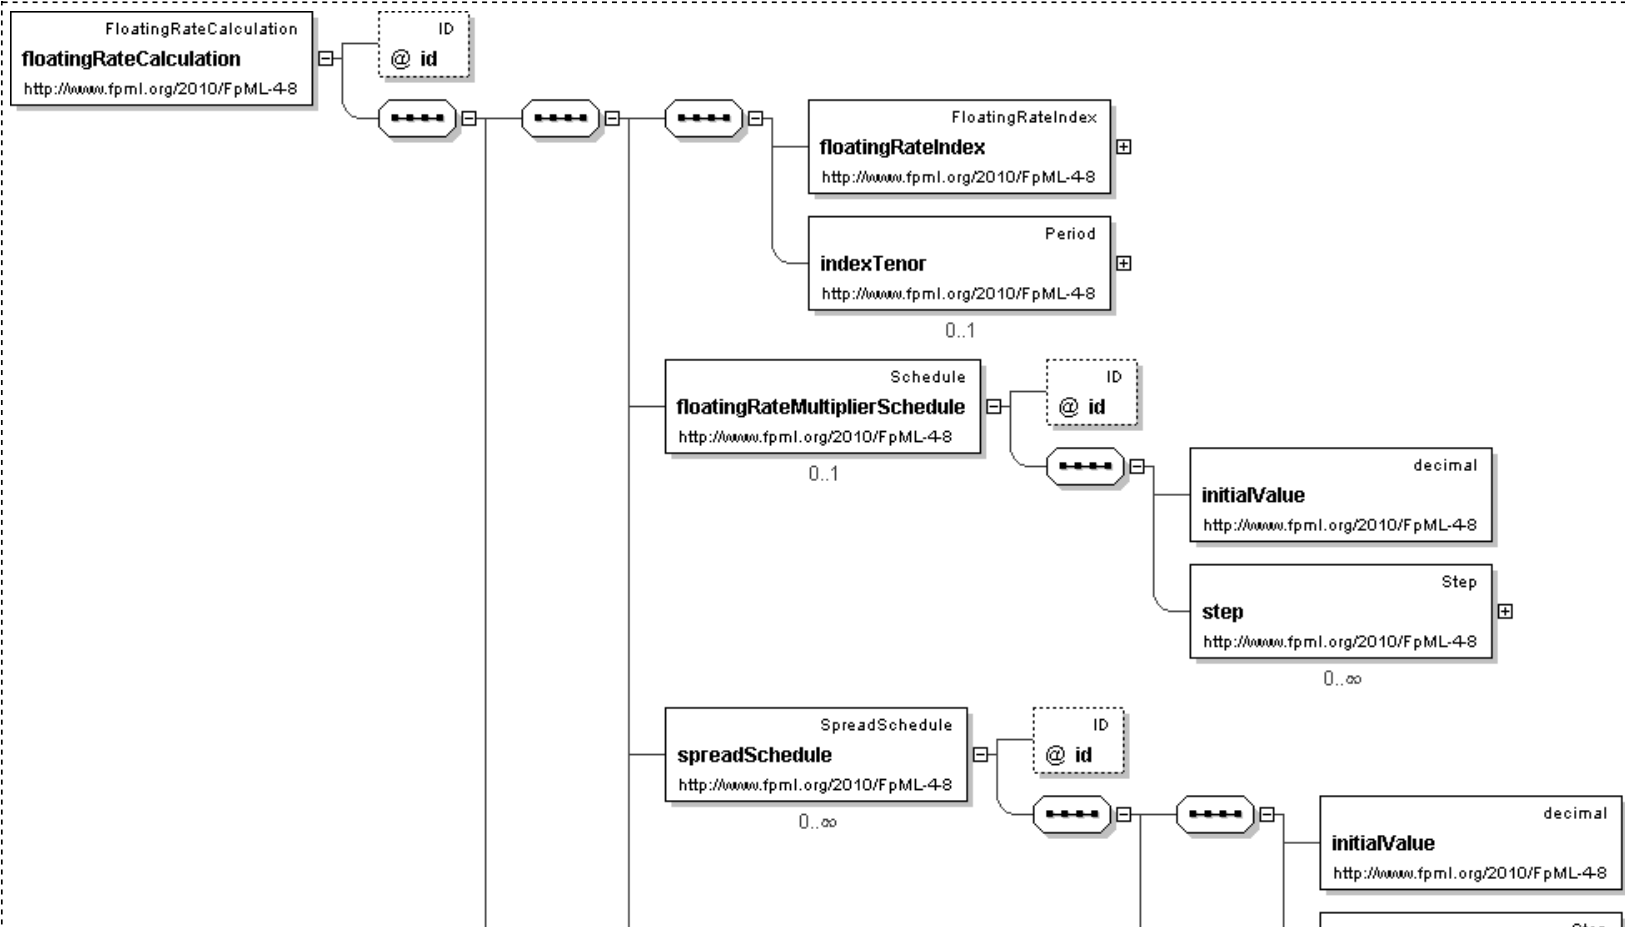 FloatingRateCalculation
floatingRateCalculation
http://www.fpml.org/2010/FpML-4-8
ID
@ id
FloatingRateIndex
floatingRateIndex
http://www.fpml.org/2010/FpML-4-8
Period
indexTenor
http://www.fpml.org/2010/FpML-4-8
0..1
Schedule
floatingRateMultiplierSchedule
http://www.fpml.org/2010/FpML-4-8
0..1
ID
@ id
decimal
initialValue
http://www.fpml.org/2010/FpML-4-8
Step
step
http://www.fpml.org/2010/FpML-4-8
0..∞
SpreadSchedule
spreadSchedule
http://www.fpml.org/2010/FpML-4-8
0..∞
ID
@ id
decimal
initialValue
http://www.fpml.org/2010/FpML-4-8